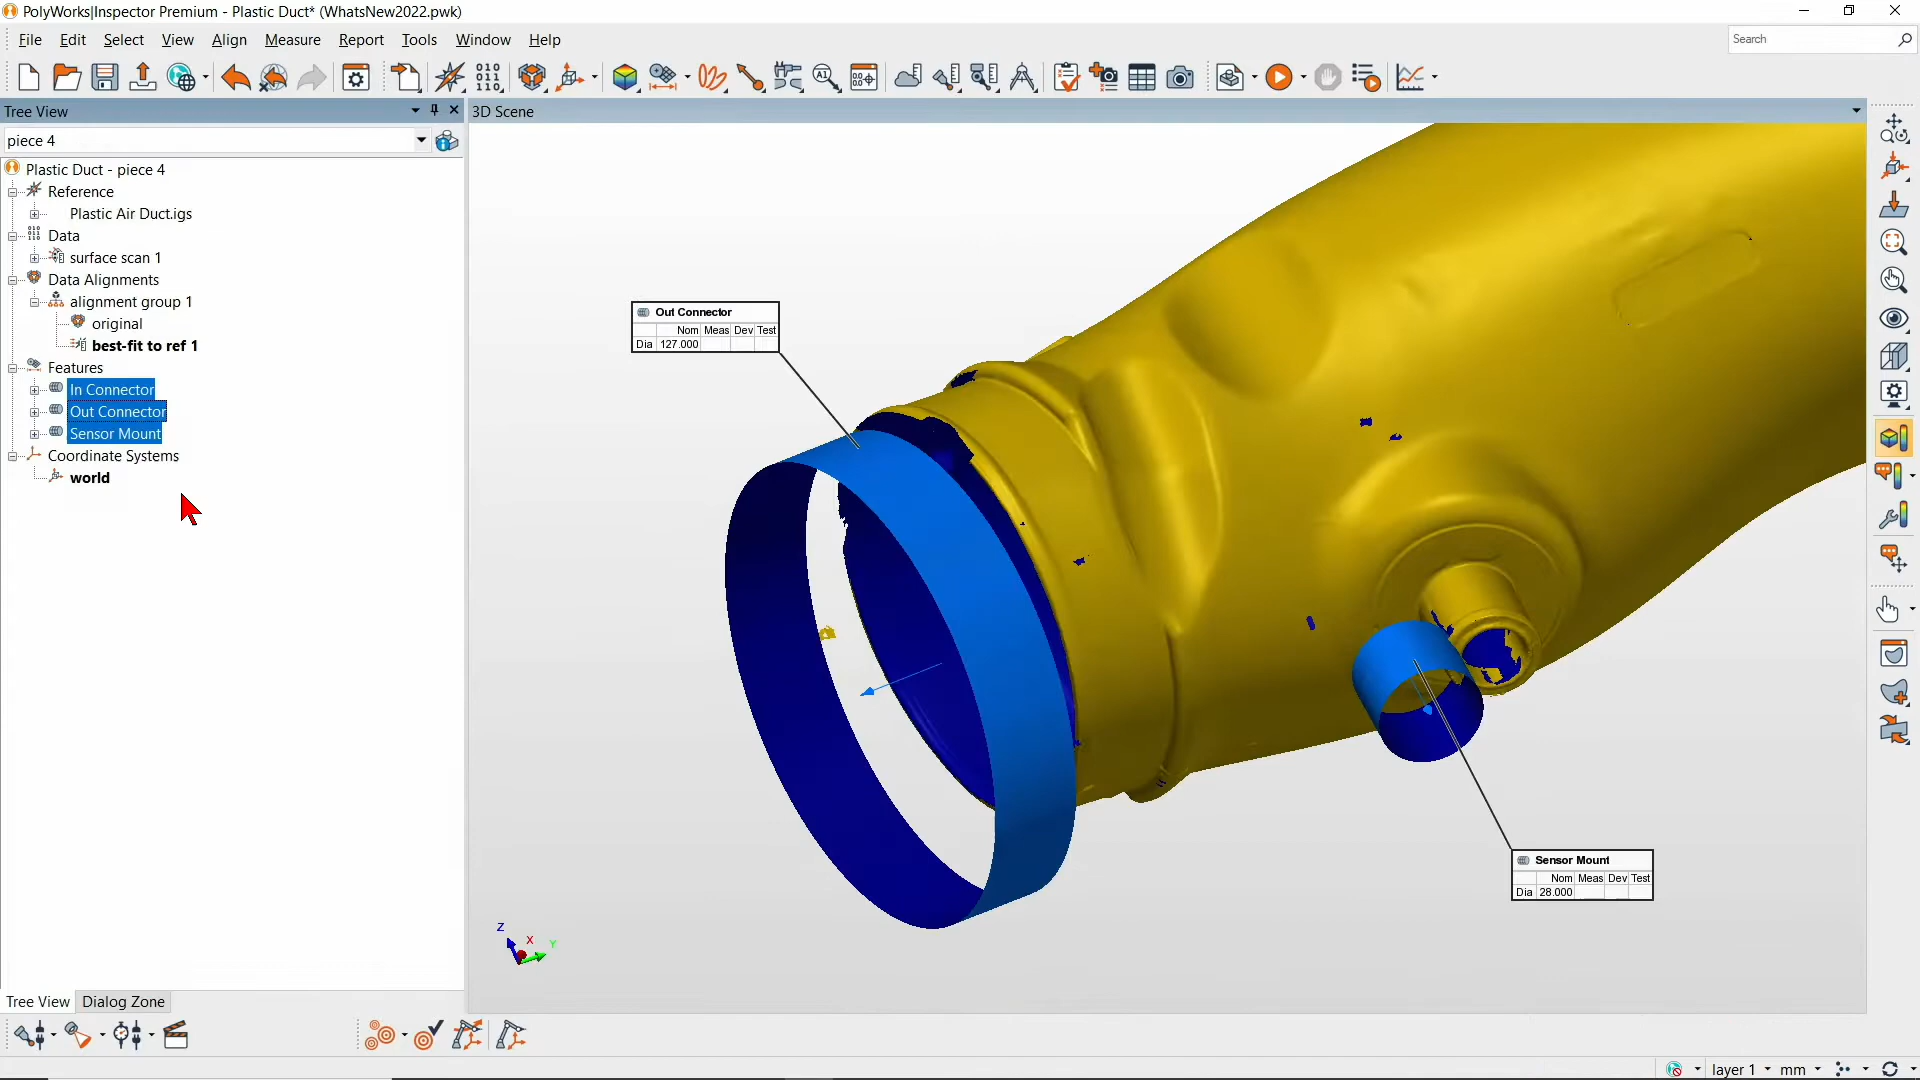 PolyWorks|Inspector Premium - Plastic Duct* (WhatsNew2022.pwk)
File Edit Select View Align Measure Report Tools Window Help
Search
Tree View
3D Scene
piece 4
Plastic Duct - piece 4
Reference
Plastic Air Duct.igs
Data
surface scan 1
Data Alignments
alignment group 1
original
best-fit to ref 1
Features
In Connector
Out Connector
Sensor Mount
Coordinate Systems
world
Out Connector
Nom Meas Dev Test
Dia 127.000
Sensor Mount
Nom Meas Dev Test
Dia 28.000
Z X Y
Tree View Dialog Zone
layer 1 mm